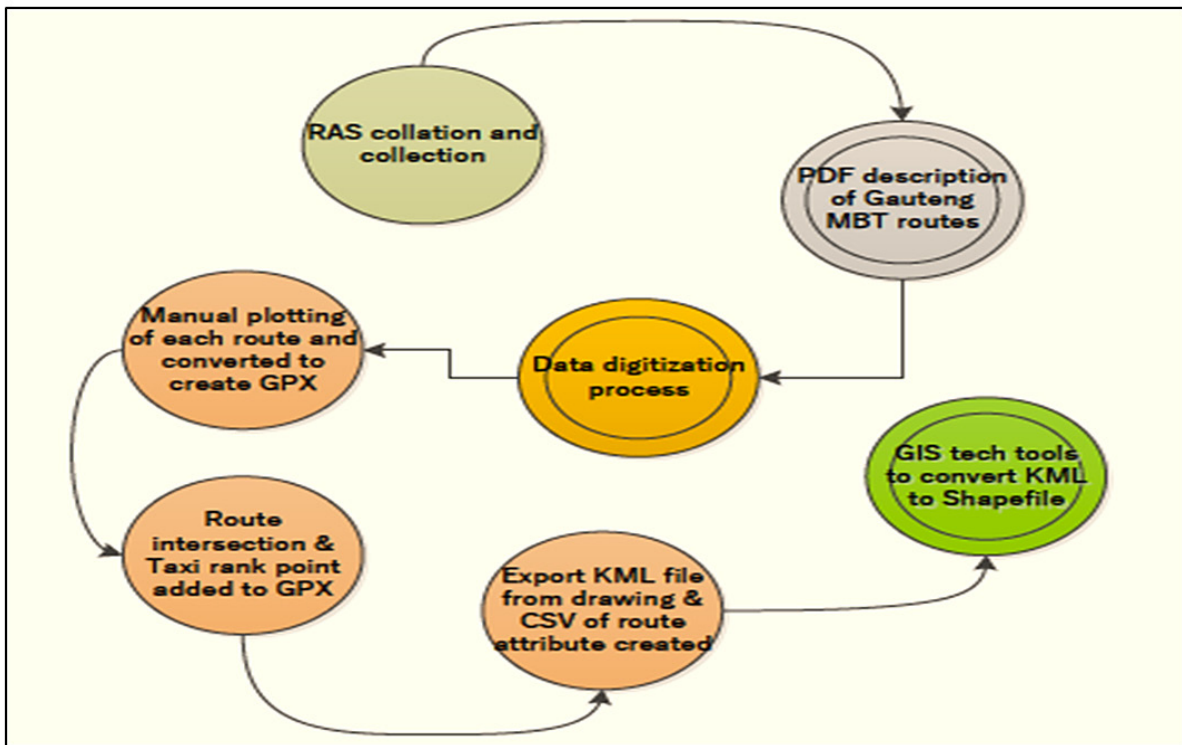 RAS collation and
collection
PDF description
of Gauteng
MBT routes
Data digitization
process
Manual plotting
of each route and
converted to
create GPX
Route
intersection &
Taxi rank point
added to GPX
Export KML file
from drawing &
CSV of route
attribute created
GIS tech tools
to convert KML
to Shapefile